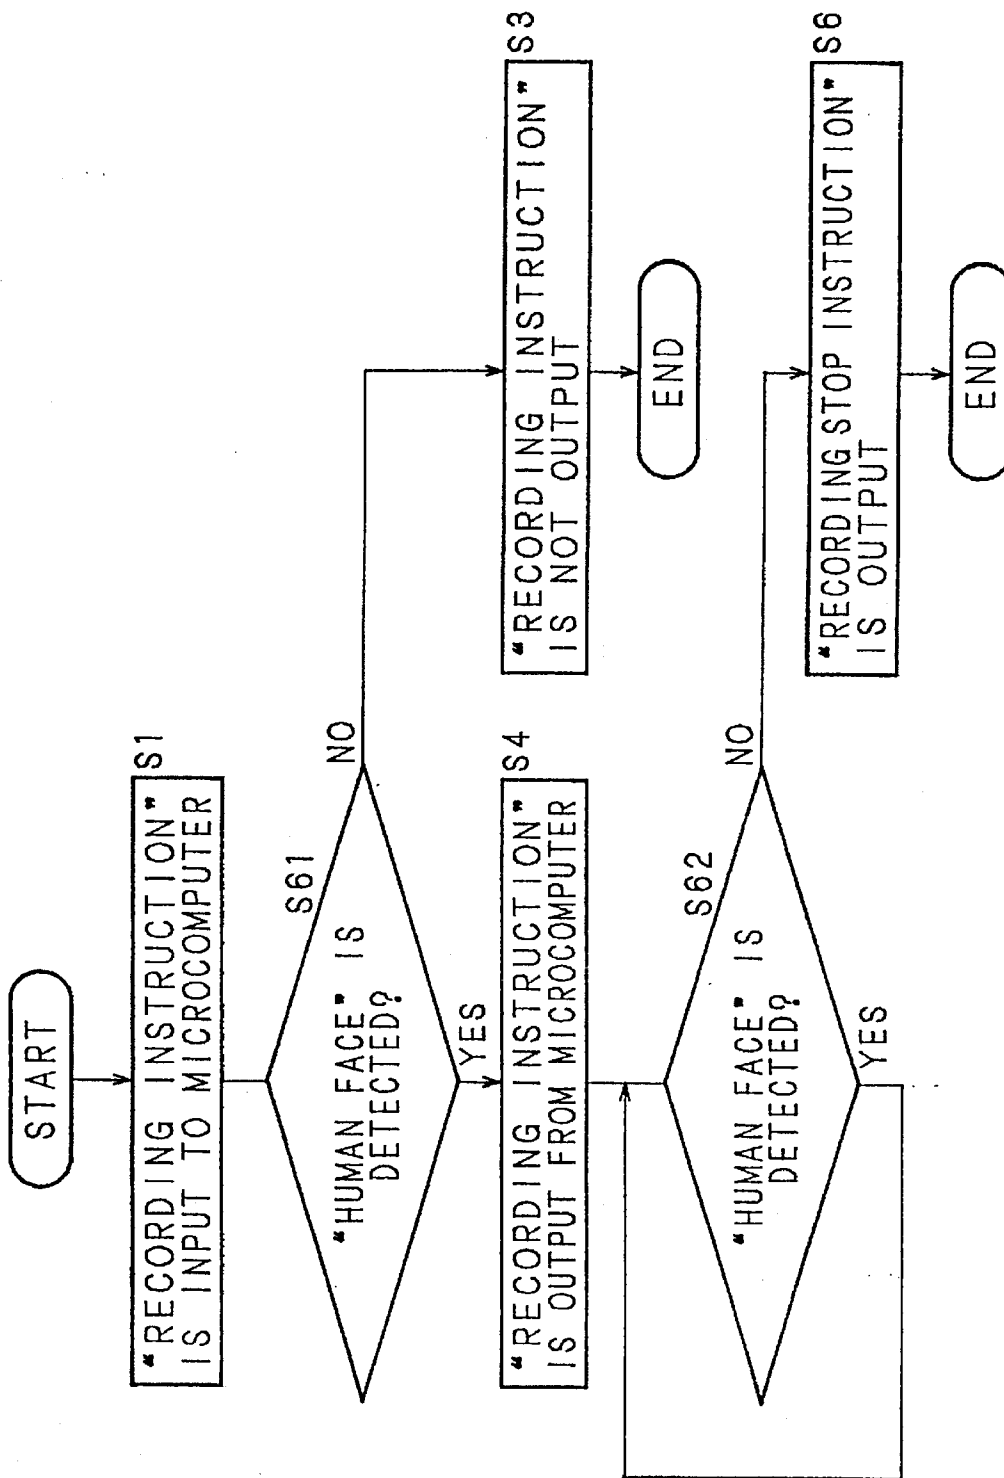 START
"RECORDING INSTRUCTION"
IS INPUT TO MICROCOMPUTER
S1
S61
"HUMAN FACE" IS
DETECTED?
NO
YES
"RECORDING INSTRUCTION"
IS NOT OUTPUT
S3
END
"RECORDING INSTRUCTION"
IS OUTPUT FROM MICROCOMPUTER
S4
S62
"HUMAN FACE" IS
DETECTED?
NO
YES
"RECORDING STOP INSTRUCTION"
IS OUTPUT
S6
END